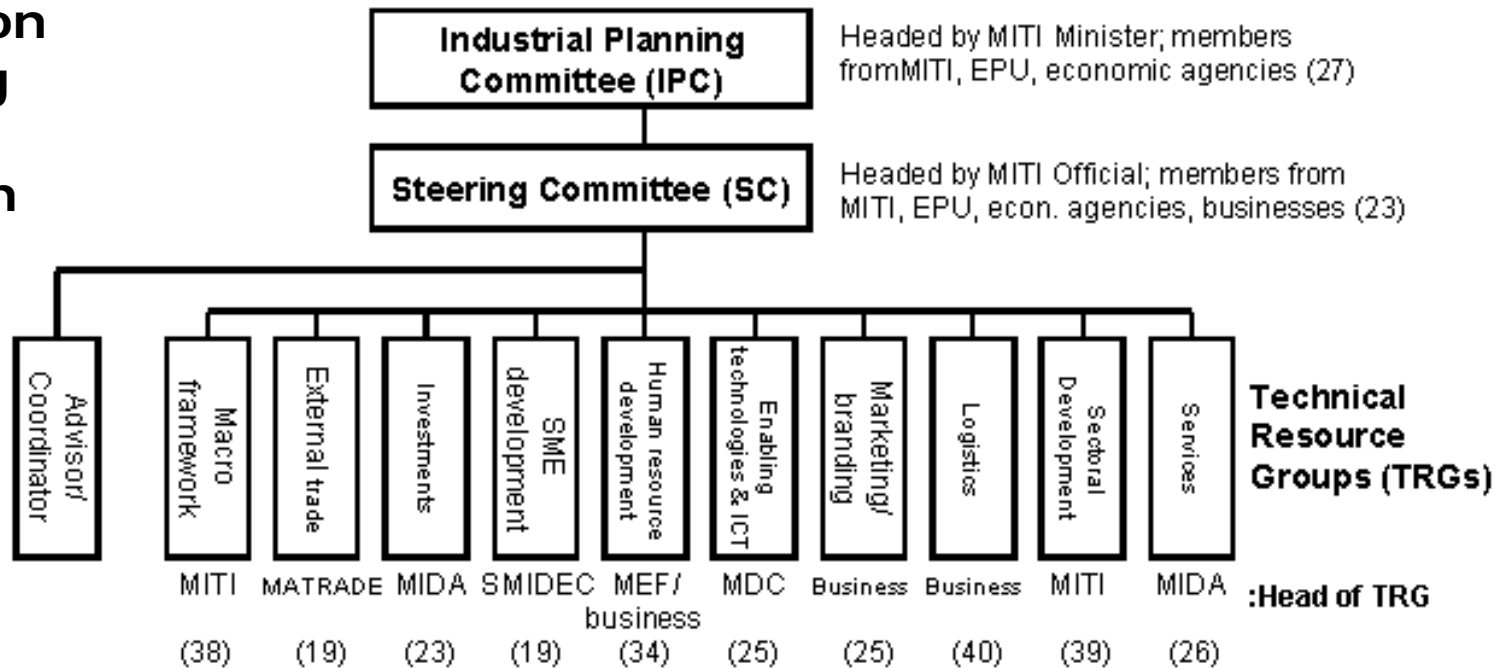 on
g
n
Industrial Planning
Committee (IPC)
Headed by MITI Minister; members
fromMITI, EPU, economic agencies (27)
Steering Committee (SC)
Headed by MITI Official; members from
MITI, EPU, econ. agencies, businesses (23)
Advisor/
Coordinator
Macro
framework
External trade
Investments
SME
development
Human resource
development
Enabling
technologies & ICT
Marketing/
branding
Logistics
Sectoral
Development
Services
Technical
Resource
Groups (TRGs)
MITI MATRADE MIDA SMIDEC MEF/ MDC Business Business MITI MIDA :Head of TRG
business
(38) (19) (23) (19) (34) (25) (25) (40) (39) (26)